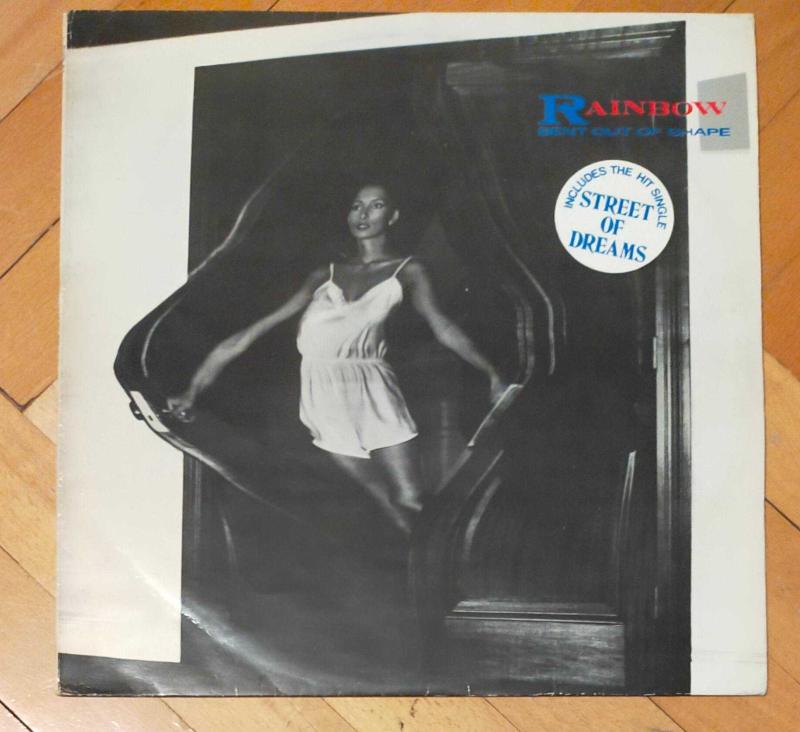 RAINBOW
BENT OUT OF SHAPE
INCLUDES THE HIT SINGLE
STREET
OF
DREAMS